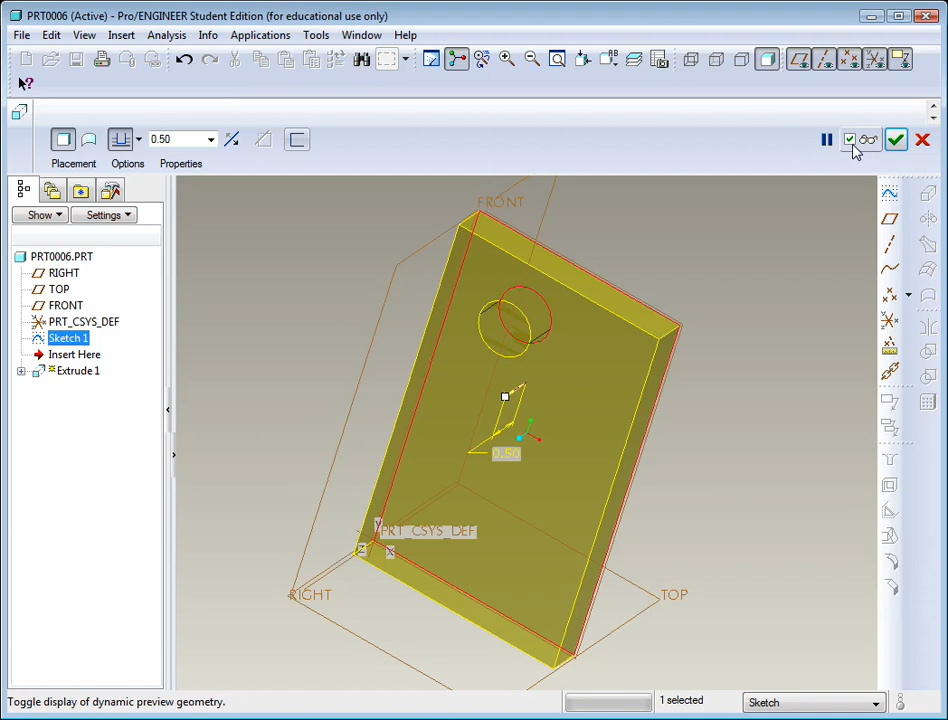 PRT0006 (Active) - Pro/ENGINEER Student Edition (for educational use only)
File Edit View Insert Analysis Info Applications Tools Window Help
0.50
Placement Options Properties
Show Settings
PRT0006.PRT
RIGHT
TOP
FRONT
PRT_CSYS_DEF
Sketch 1
Insert Here
Extrude 1
FRONT
0.50
Y
PRT_CSYS_DEF
Z X
RIGHT
TOP
Toggle display of dynamic preview geometry.
1 selected
Sketch